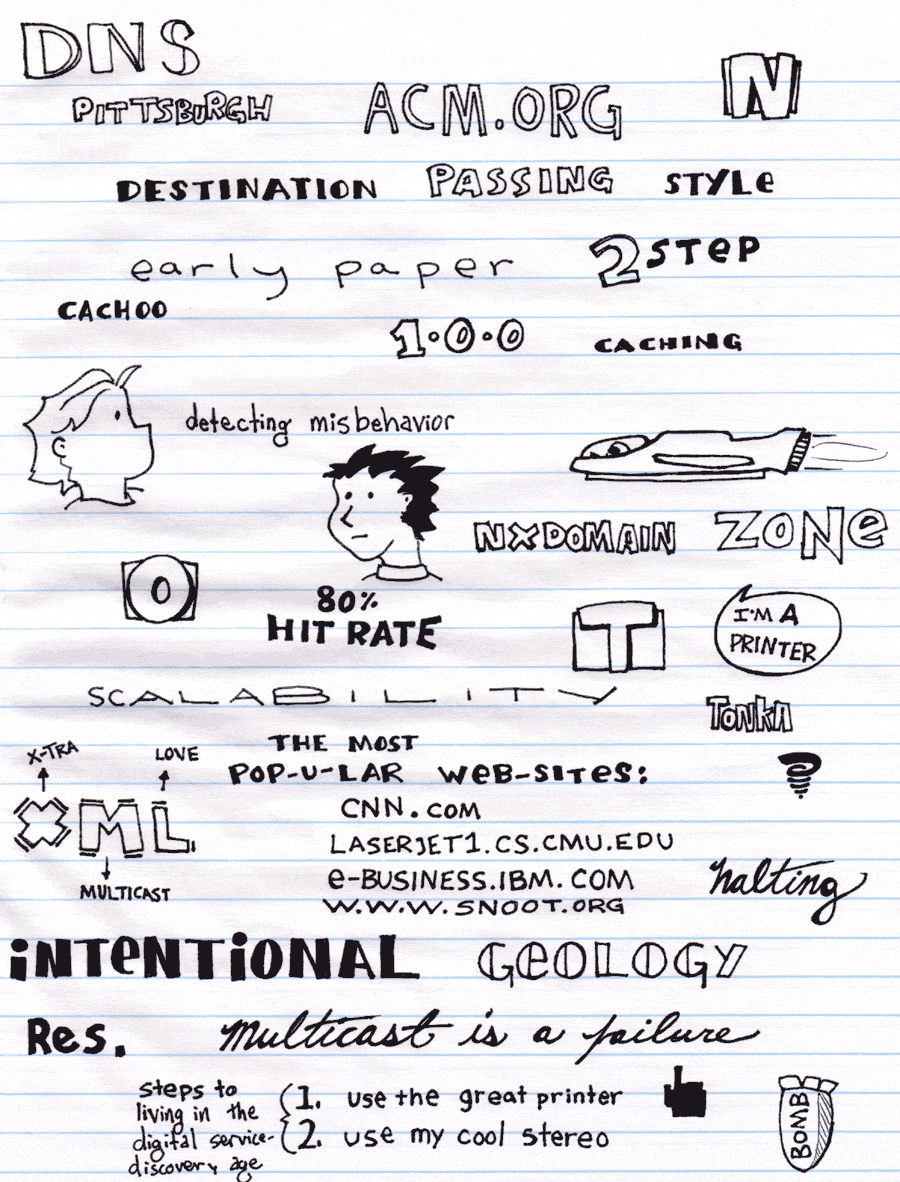 DNS
PITTSBURGH
ACM.ORG
N
DESTINATION
PASSING
STYLe
early paper
2 STeP
CACHOO
1·0·0
CACHING
detecting misbehavior
NXDOMAIN
ZONe
O
80%
HIT RATE
T
I'M A
PRINTER
SCALABILITY
TONKA
X-TRA
LOVE
XML
MULTICAST
THE MOST
POP-U-LAR WeB-SITeS:
CNN.COM
LASERJET1.CS.CMU.EDU
e-BUSINESS.IBM.COM
W.W.W.SNOOT.ORG
halting
iNTeNTiONAL
GeOLOGY
Res.
Multicast is a failure
steps to
living in the
digital service-
discovery age
1. use the great printer
2. use my cool stereo
BOMB